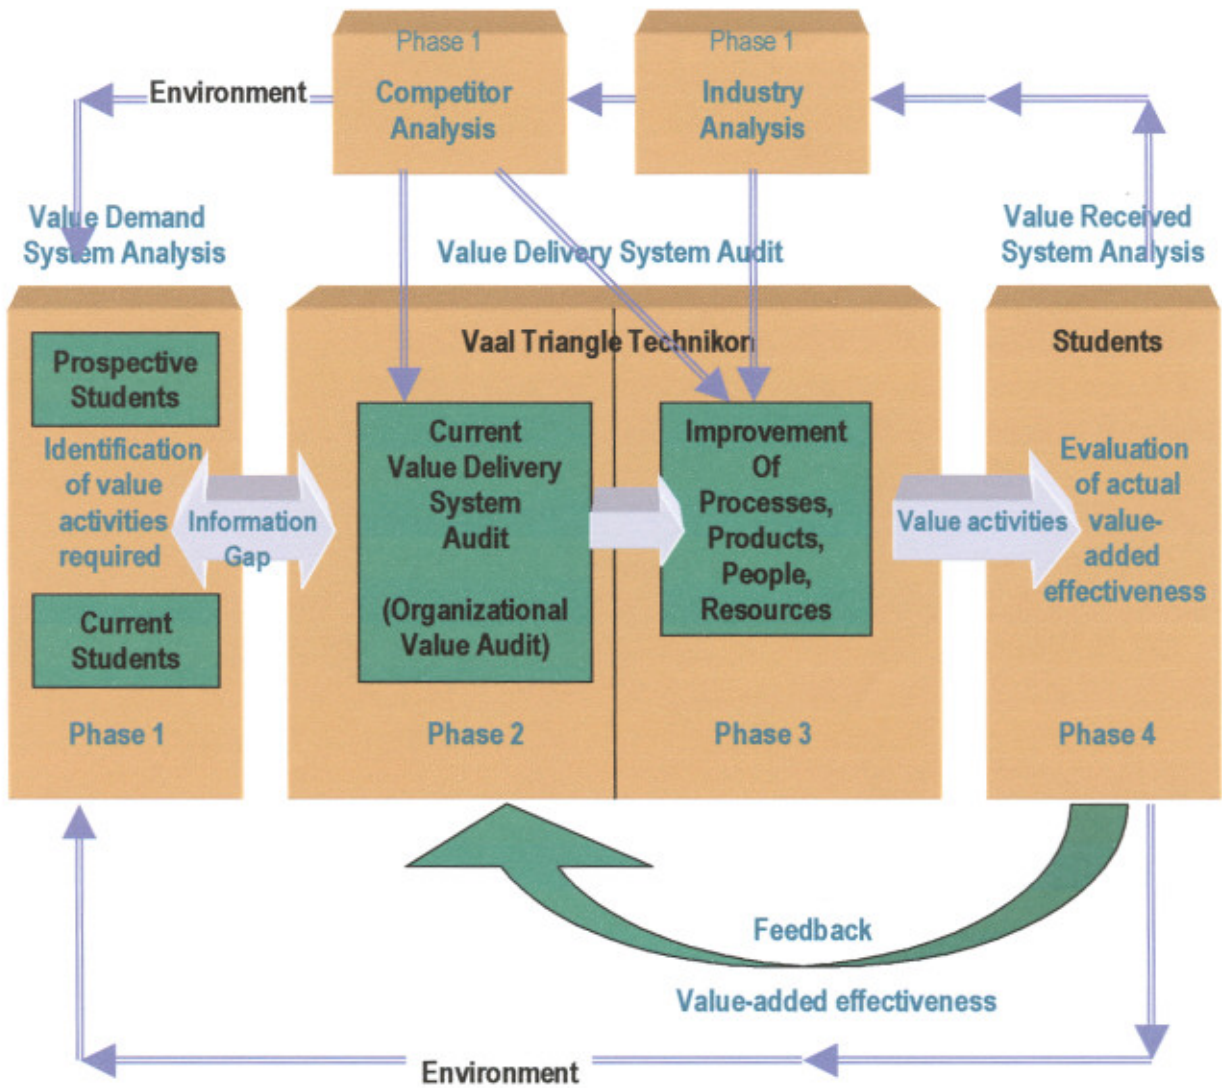 Phase 1
Competitor
Analysis
Phase 1
Industry
Analysis
Environment
Value Demand
System Analysis
Value Delivery System Audit
Value Received
System Analysis
Prospective
Students
Identification
of value
activities
required
Current
Students
Phase 1
Information
Gap
Vaal Triangle Technikon
Current
Value Delivery
System
Audit
(Organizational
Value Audit)
Phase 2
Improvement
Of
Processes,
Products,
People,
Resources
Phase 3
Value activities
Students
Evaluation
of actual
value-
added
effectiveness
Phase 4
Feedback
Value-added effectiveness
Environment